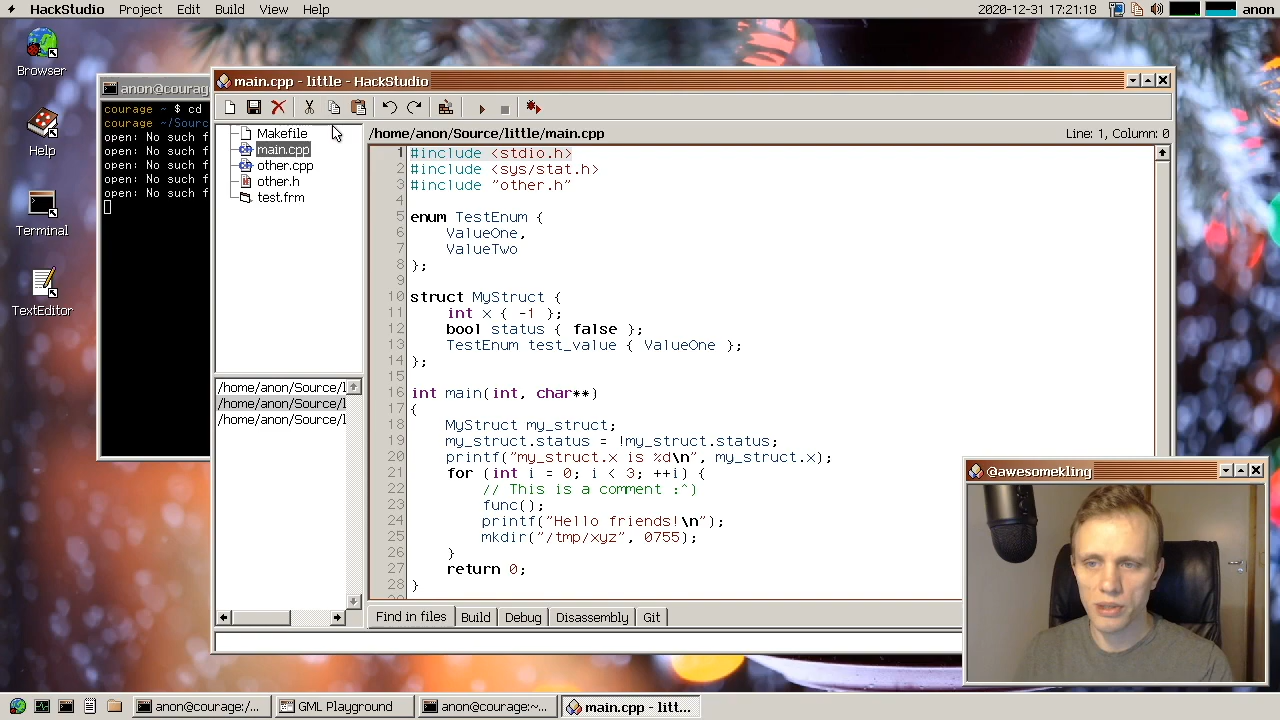 HackStudio Project Edit Build View Help 2020-12-31 17:21:18 anon
Browser
Help
Terminal
TextEditor
anon@courag
courage ~ $ cd
courage ~/Sourc
open: No such f
open: No such f
open: No such f
open: No such f
open: No such f
main.cpp - little - HackStudio
Makefile
main.cpp
other.cpp
other.h
test.frm
/home/anon/Source/l
/home/anon/Source/l
/home/anon/Source/l
/home/anon/Source/little/main.cpp Line: 1, Column: 0
1 #include <stdio.h>
2 #include <sys/stat.h>
3 #include "other.h"
4
5 enum TestEnum {
6 ValueOne,
7 ValueTwo
8 };
9
10 struct MyStruct {
11 int x { -1 };
12 bool status { false };
13 TestEnum test_value { ValueOne };
14 };
15
16 int main(int, char**)
17 {
18 MyStruct my_struct;
19 my_struct.status = !my_struct.status;
20 printf("my_struct.x is %d\n", my_struct.x);
21 for (int i = 0; i < 3; ++i) {
22 // This is a comment :^)
23 func();
24 printf("Hello friends!\n");
25 mkdir("/tmp/xyz", 0755);
26 }
27 return 0;
28 }
Find in files Build Debug Disassembly Git
@awesomekling
anon@courage:/... GML Playground anon@courage:~... main.cpp - litt...